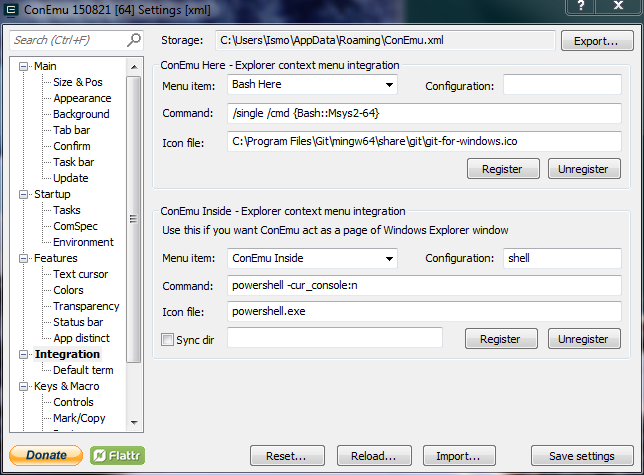 ConEmu 150821 [64] Settings [xml]
?
X
Search (Ctrl+F)
Storage:
C:\Users\Ismo\AppData\Roaming\ConEmu.xml
Export...
Main
Size & Pos
Appearance
Background
Tab bar
Confirm
Task bar
Update
Startup
Tasks
ComSpec
Environment
Features
Text cursor
Colors
Transparency
Status bar
App distinct
Integration
Default term
Keys & Macro
Controls
Mark/Copy
ConEmu Here - Explorer context menu integration
Menu item:
Bash Here
Configuration:
Command:
/single /cmd {Bash::Msys2-64}
Icon file:
C:\Program Files\Git\mingw64\share\git\git-for-windows.ico
Register
Unregister
ConEmu Inside - Explorer context menu integration
Use this if you want ConEmu act as a page of Windows Explorer window
Menu item:
ConEmu Inside
Configuration:
shell
Command:
powershell -cur_console:n
Icon file:
powershell.exe
Sync dir
Register
Unregister
Donate
Flattr
Reset...
Reload...
Import...
Save settings